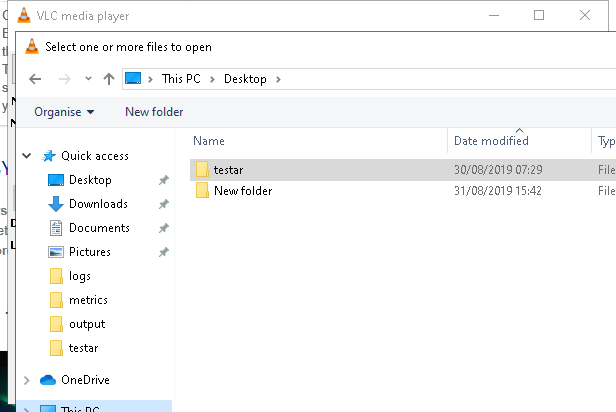 VLC media player
Select one or more files to open
This PC > Desktop >
Organise New folder
Name Date modified Typ
Quick access
testar 30/08/2019 07:29 File
Desktop
New folder 31/08/2019 15:42 File
Downloads
Documents
Pictures
logs
metrics
output
testar
OneDrive
This PC